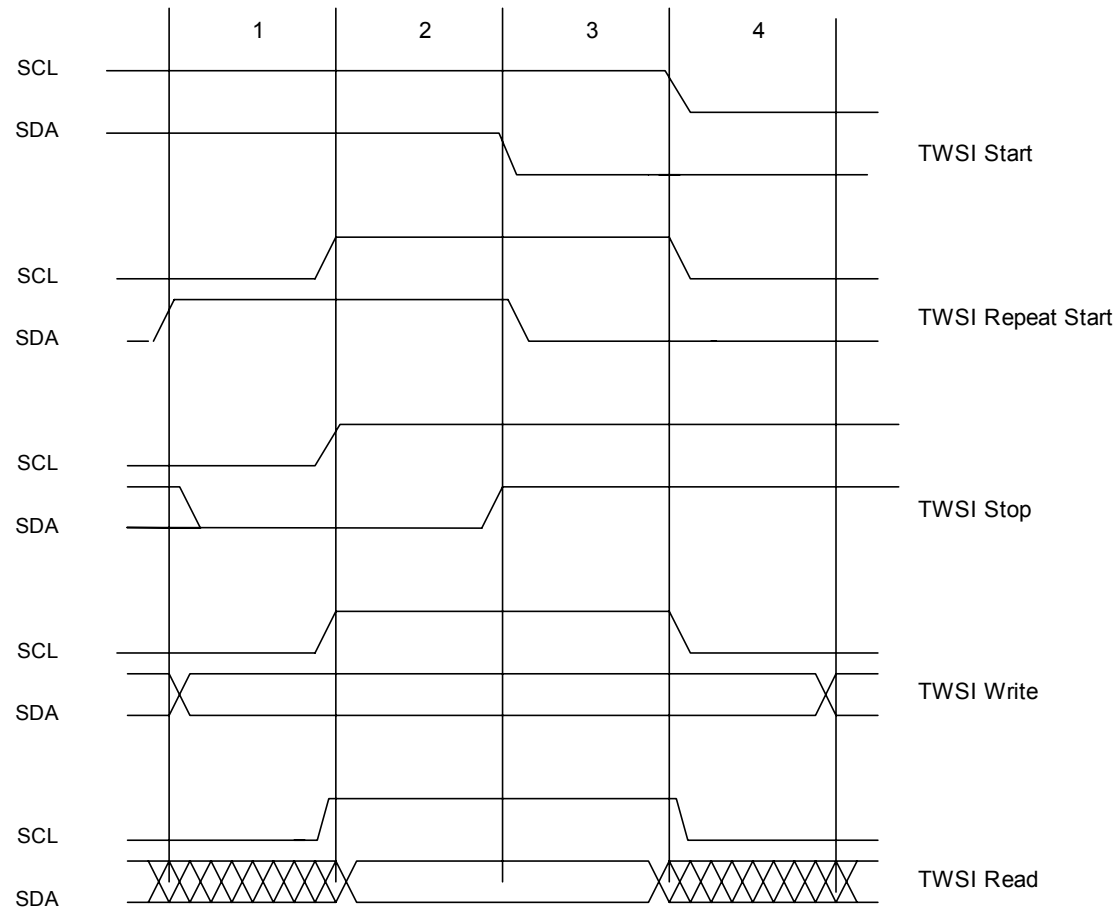 1 2 3 4
SCL
SDA
TWSI Start
SCL
SDA
TWSI Repeat Start
SCL
SDA
TWSI Stop
SCL
SDA
TWSI Write
SCL
SDA
TWSI Read